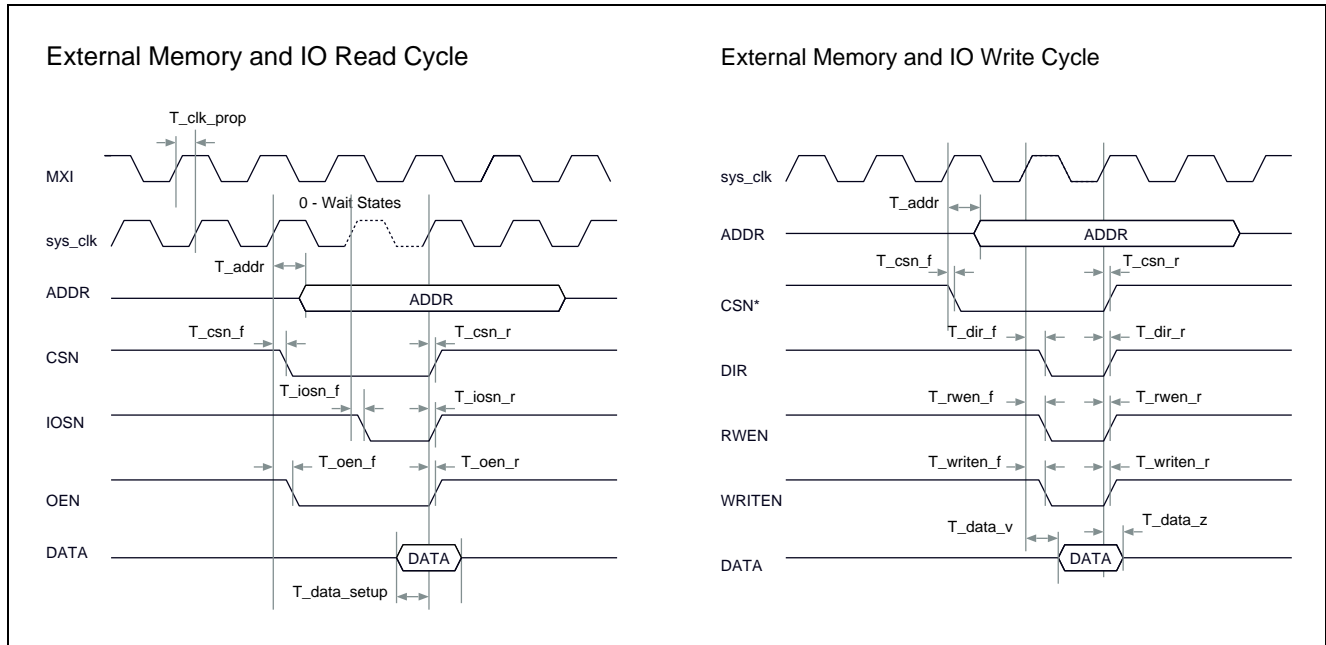 External Memory and IO Read Cycle
T_clk_prop
MXI
0 - Wait States
sys_clk
T_addr
ADDR
ADDR
T_csn_f
T_csn_r
CSN
T_iosn_f
T_iosn_r
IOSN
T_oen_f
T_oen_r
OEN
DATA
DATA
T_data_setup
External Memory and IO Write Cycle
sys_clk
T_addr
ADDR
ADDR
T_csn_f
T_csn_r
CSN*
T_dir_f
T_dir_r
DIR
T_rwen_f
T_rwen_r
RWEN
T_writen_f
T_writen_r
WRITEN
T_data_v
T_data_z
DATA
DATA